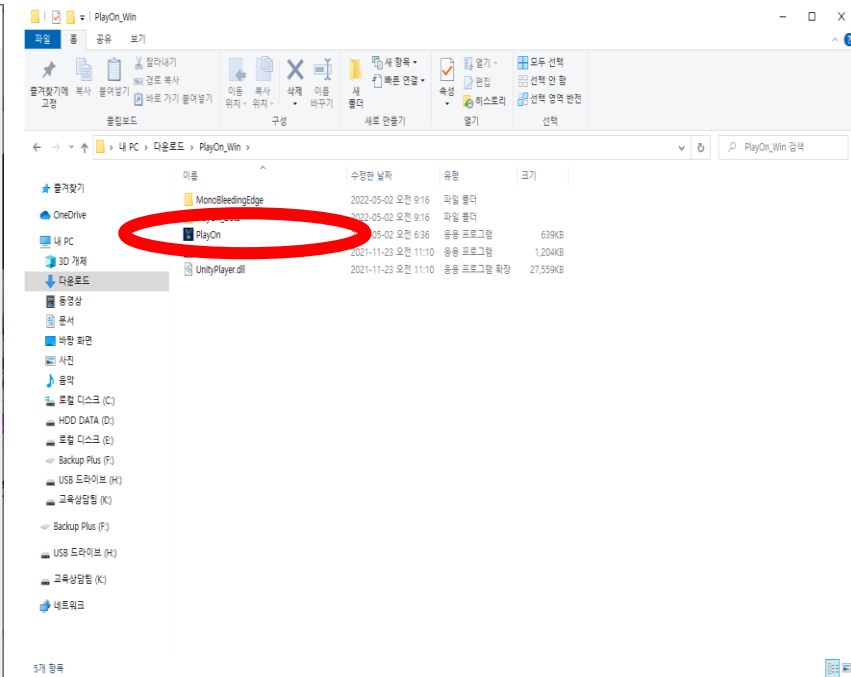 PlayOn_Win
파일 홈 공유 보기
즐겨찾기에 고정
복사
붙여넣기
잘라내기
경로 복사
바로 가기 붙여넣기
클립보드
이동 위치
복사 위치
삭제
이름 바꾸기
구성
새 폴더
새 항목
빠른 연결
새로 만들기
속성
열기
편집
히스토리
열기
모두 선택
선택 안 함
선택 영역 반전
선택
내 PC › 다운로드 › PlayOn_Win ›
PlayOn_Win 검색
이름 수정한 날짜 유형 크기
MonoBleedingEdge 2022-05-02 오전 9:16 파일 폴더
2022-05-02 오전 9:16 파일 폴더
PlayOn 05-02 오전 6:36 응용 프로그램 639KB
2021-11-23 오전 11:10 응용 프로그램 1,204KB
UnityPlayer.dll 2021-11-23 오전 11:10 응용 프로그램 확장 27,559KB
즐겨찾기
OneDrive
내 PC
3D 개체
다운로드
동영상
문서
바탕 화면
사진
음악
로컬 디스크 (C:)
HDD DATA (D:)
로컬 디스크 (E:)
Backup Plus (F:)
USB 드라이브 (H:)
교육상담팀 (K:)
Backup Plus (F:)
USB 드라이브 (H:)
교육상담팀 (K:)
네트워크
5개 항목